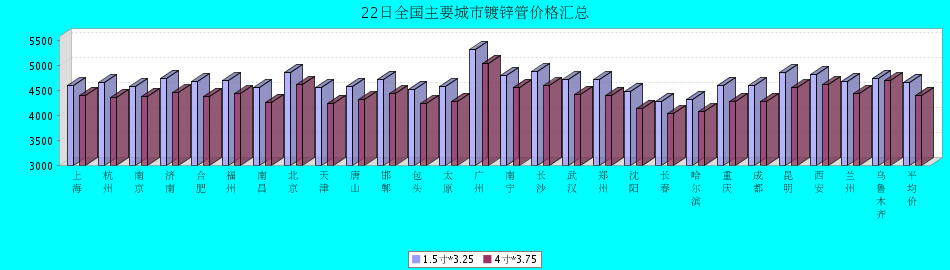 22日全国主要城市镀锌管价格汇总
5500
5000
4500
4000
3500
3000
上海
杭州
南京
济南
合肥
福州
南昌
北京
天津
唐山
邯郸
包头
太原
广州
南宁
长沙
武汉
郑州
沈阳
长春
哈尔滨
重庆
成都
昆明
西安
兰州
乌鲁木齐
平均价
1.5寸*3.25
4寸*3.75